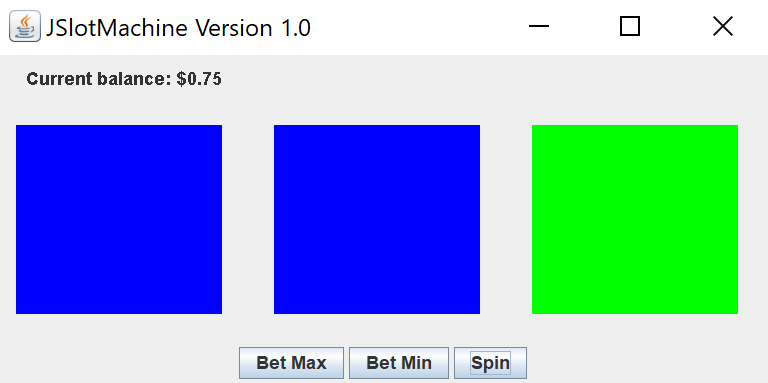 JSlotMachine Version 1.0
Current balance: $0.75
Bet Max Bet Min Spin